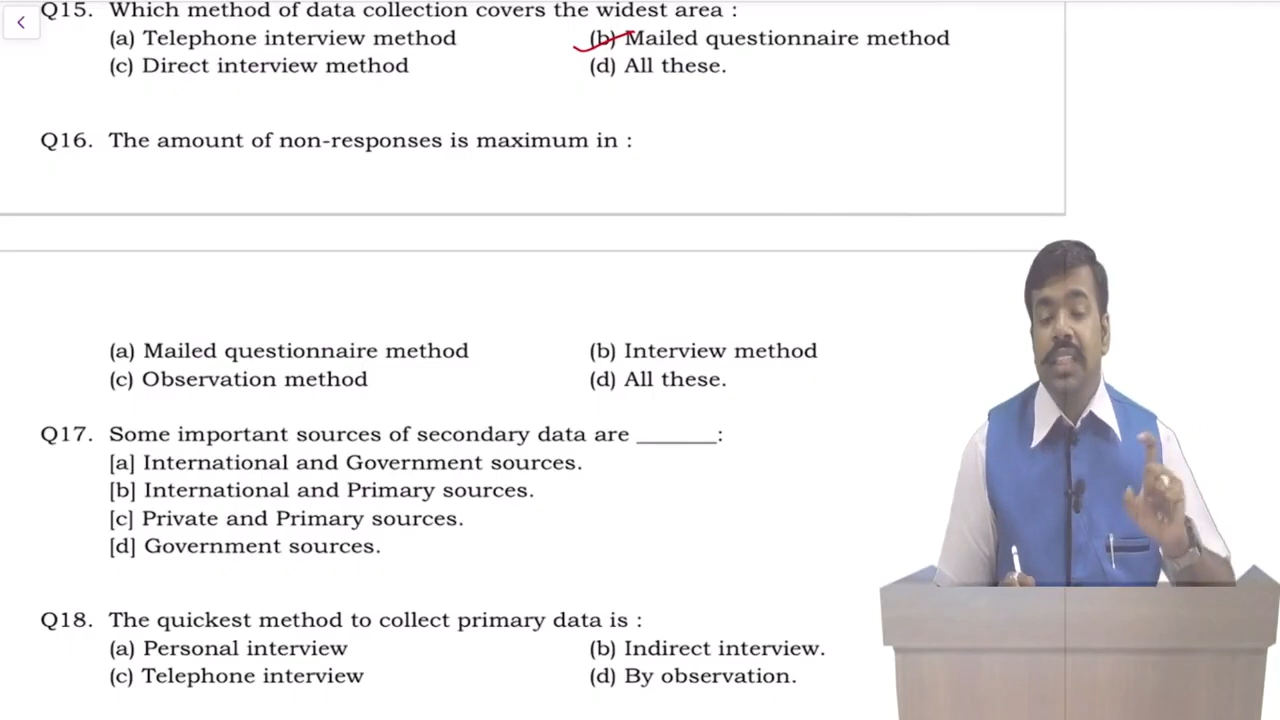 Q15. Which method of data collection covers the widest area :
(a) Telephone interview method (b) Mailed questionnaire method
(c) Direct interview method (d) All these.
Q16. The amount of non-responses is maximum in :
(a) Mailed questionnaire method (b) Interview method
(c) Observation method (d) All these.
Q17. Some important sources of secondary data are _______:
[a] International and Government sources.
[b] International and Primary sources.
[c] Private and Primary sources.
[d] Government sources.
Q18. The quickest method to collect primary data is :
(a) Personal interview (b) Indirect interview.
(c) Telephone interview (d) By observation.